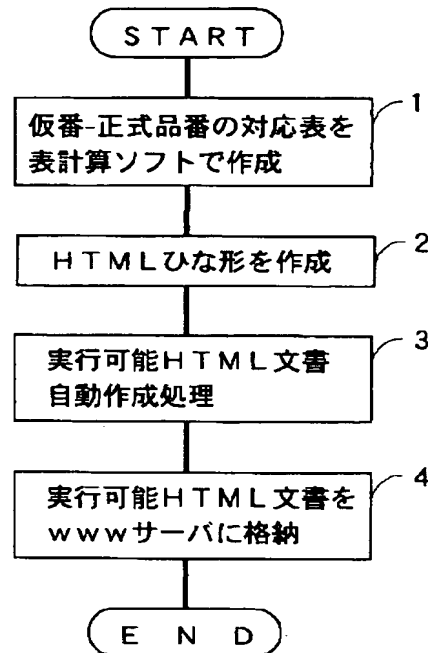 ＳＴＡＲＴ
1
仮番-正式品番の対応表を
表計算ソフトで作成
2
ＨＴＭＬひな形を作成
3
実行可能ＨＴＭＬ文書
自動作成処理
4
実行可能ＨＴＭＬ文書を
ｗｗｗサーバに格納
Ｅ Ｎ Ｄ